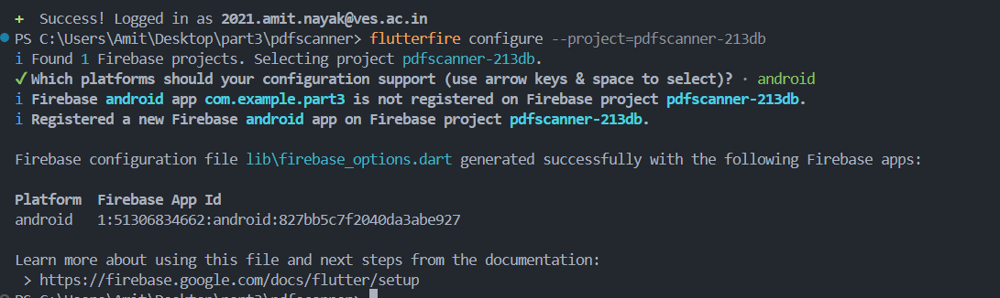 +  Success! Logged in as 2021.amit.nayak@ves.ac.in
PS C:\Users\Amit\Desktop\part3\pdfscanner> flutterfire configure --project=pdfscanner-213db
i Found 1 Firebase projects. Selecting project pdfscanner-213db.
✔ Which platforms should your configuration support (use arrow keys & space to select)? · android
i Firebase android app com.example.part3 is not registered on Firebase project pdfscanner-213db.
i Registered a new Firebase android app on Firebase project pdfscanner-213db.
Firebase configuration file lib\firebase_options.dart generated successfully with the following Firebase apps:
Platform  Firebase App Id
android   1:51306834662:android:827bb5c7f2040da3abe927
Learn more about using this file and next steps from the documentation:
 > https://firebase.google.com/docs/flutter/setup
PS C:\Users\Amit\Desktop\part3\pdfscanner>